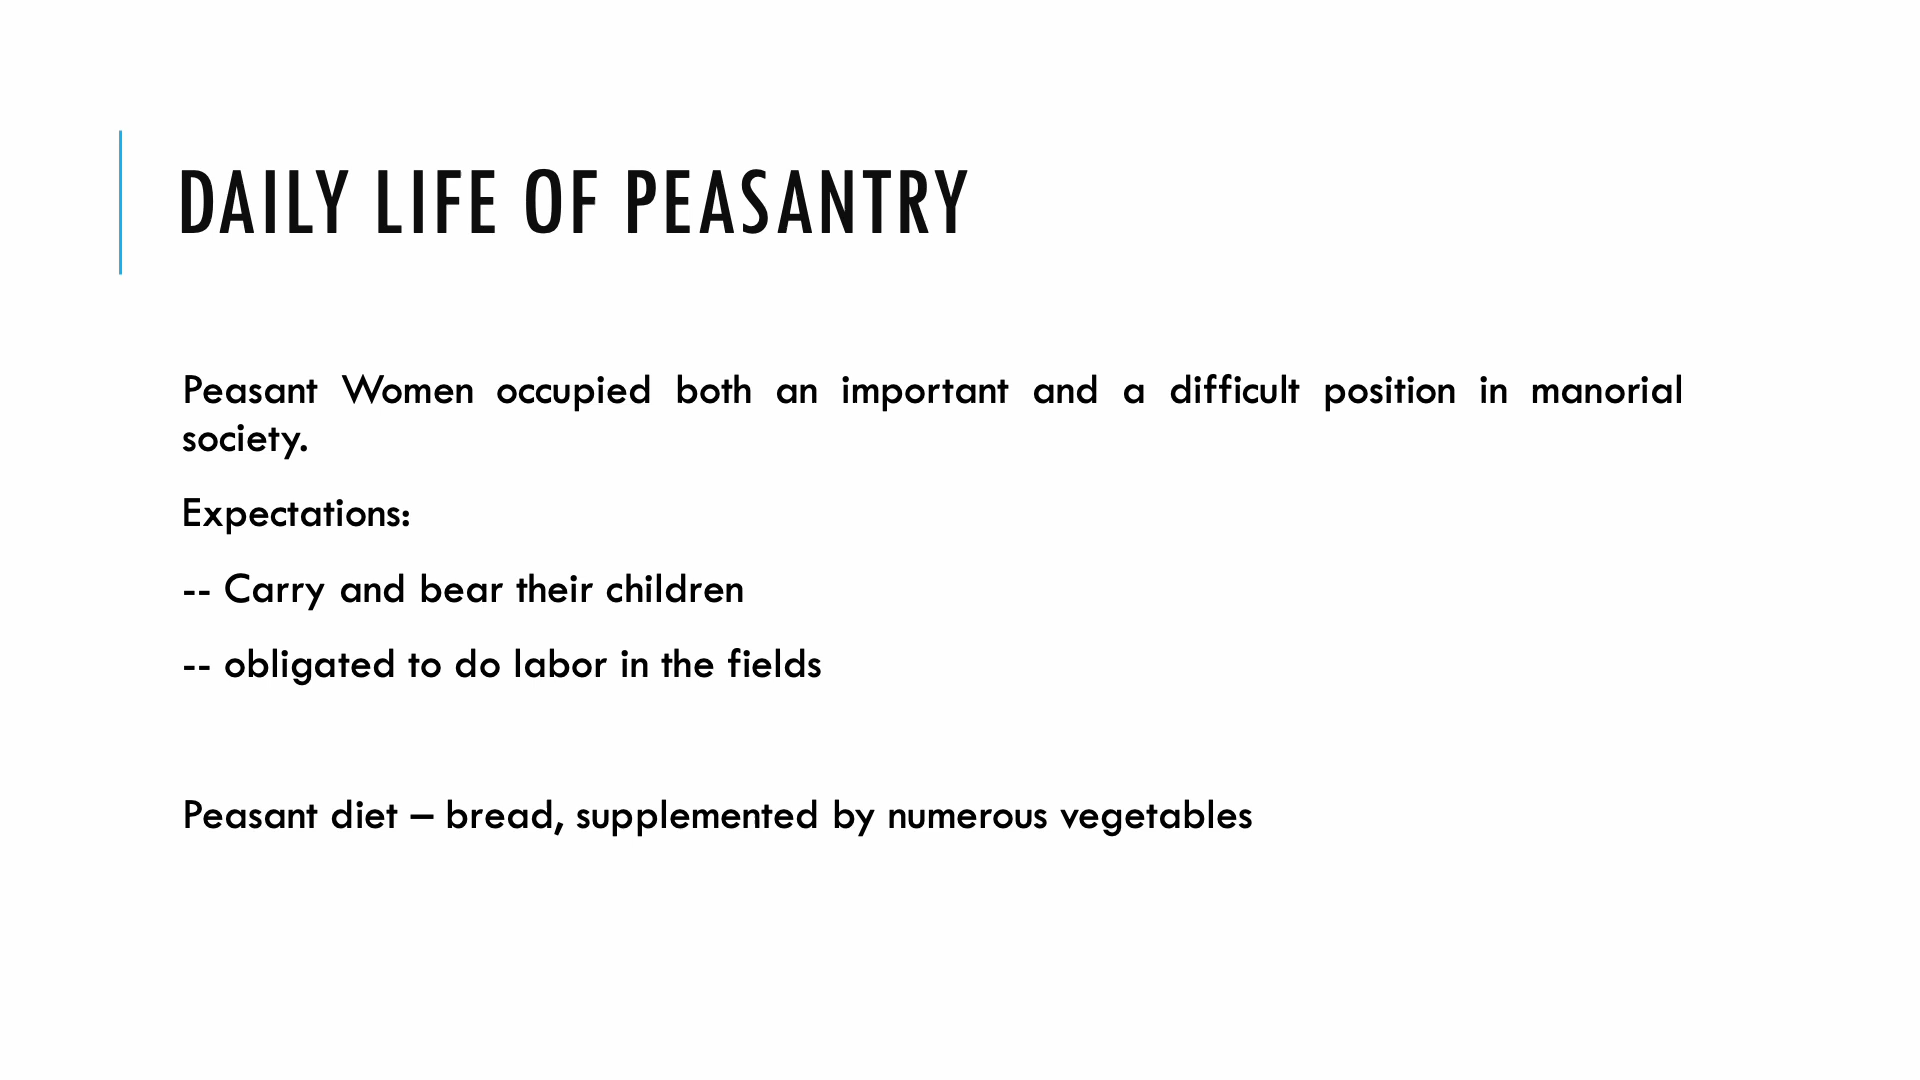 DAILY LIFE OF PEASANTRY
Peasant Women occupied both an important and a difficult position in manorial
society.
Expectations:
-- Carry and bear their children
-- obligated to do labor in the fields
Peasant diet – bread, supplemented by numerous vegetables